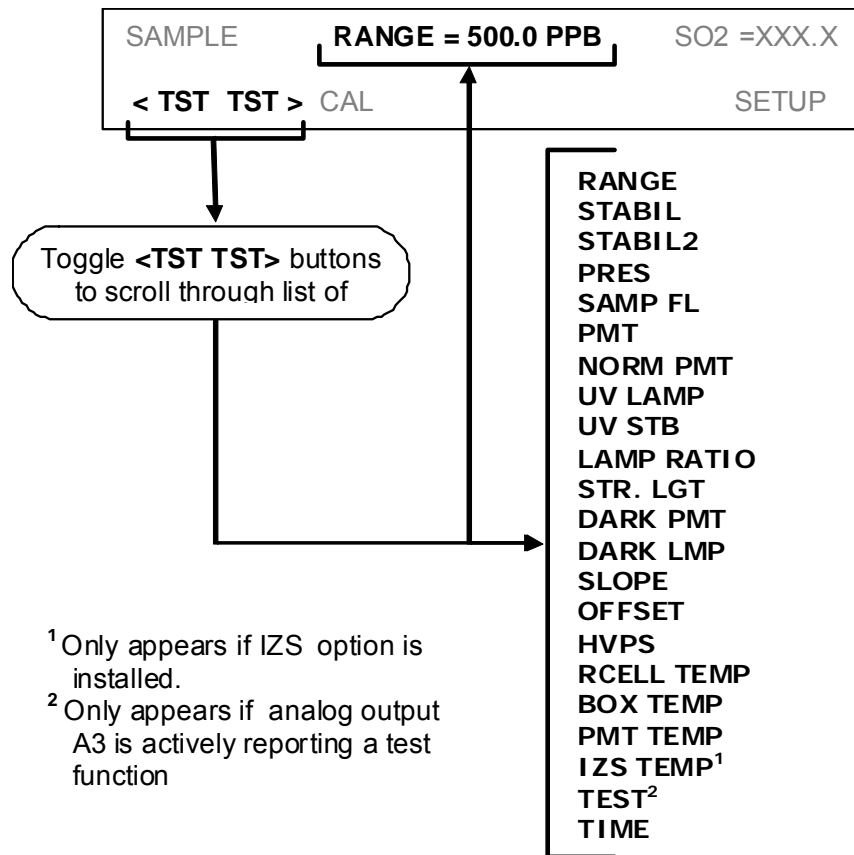 SAMPLE RANGE = 500.0 PPB SO2 =XXX.X
< TST TST > CAL SETUP
Toggle <TST TST> buttons
to scroll through list of
RANGE
STABIL
STABIL2
PRES
SAMP FL
PMT
NORM PMT
UV LAMP
UV STB
LAMP RATIO
STR. LGT
DARK PMT
DARK LMP
SLOPE
OFFSET
HVPS
RCELL TEMP
BOX TEMP
PMT TEMP
IZS TEMP¹
TEST²
TIME
¹ Only appears if IZS option is
installed.
² Only appears if analog output
A3 is actively reporting a test
function